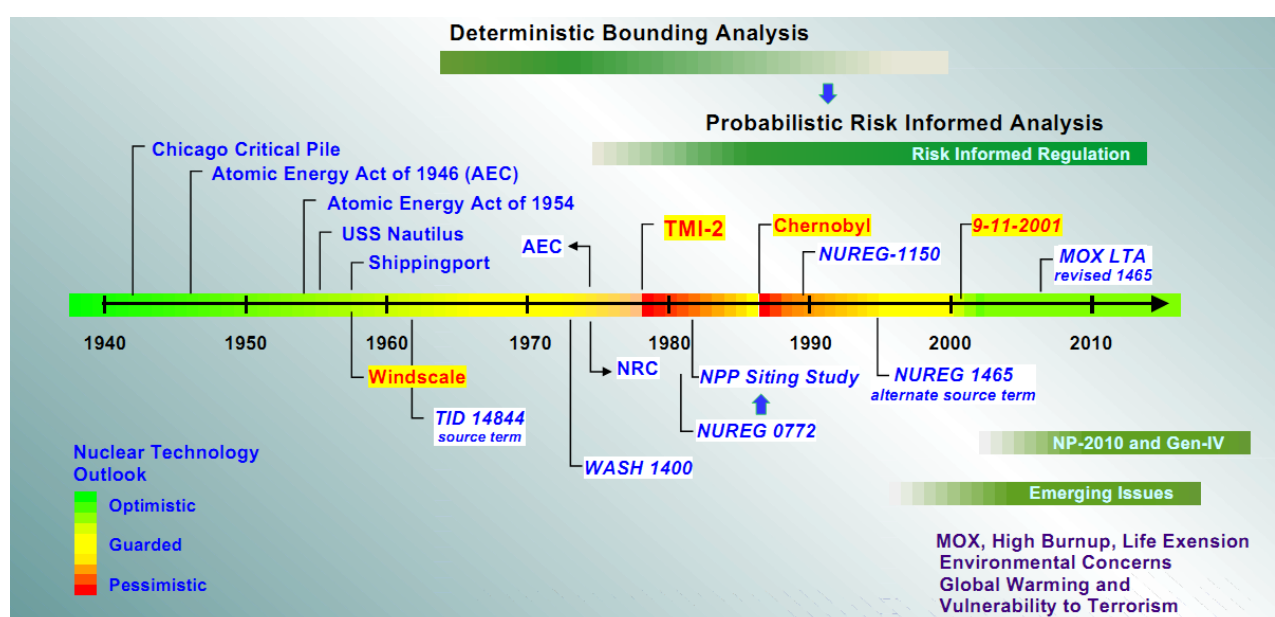 Deterministic Bounding Analysis
Probabilistic Risk Informed Analysis
Risk Informed Regulation
Chicago Critical Pile
Atomic Energy Act of 1946 (AEC)
Atomic Energy Act of 1954
USS Nautilus
Shippingport
AEC
TMI-2
Chernobyl
NUREG-1150
9-11-2001
MOX LTA
revised 1465
1940
1950
1960
1970
1980
1990
2000
2010
Windscale
TID 14844
source term
WASH 1400
NRC
NUREG 0772
NPP Siting Study
NUREG 1465
alternate source term
Nuclear Technology
Outlook
Optimistic
Guarded
Pessimistic
NP-2010 and Gen-IV
Emerging Issues
MOX, High Burnup, Life Exension
Environmental Concerns
Global Warming and
Vulnerability to Terrorism